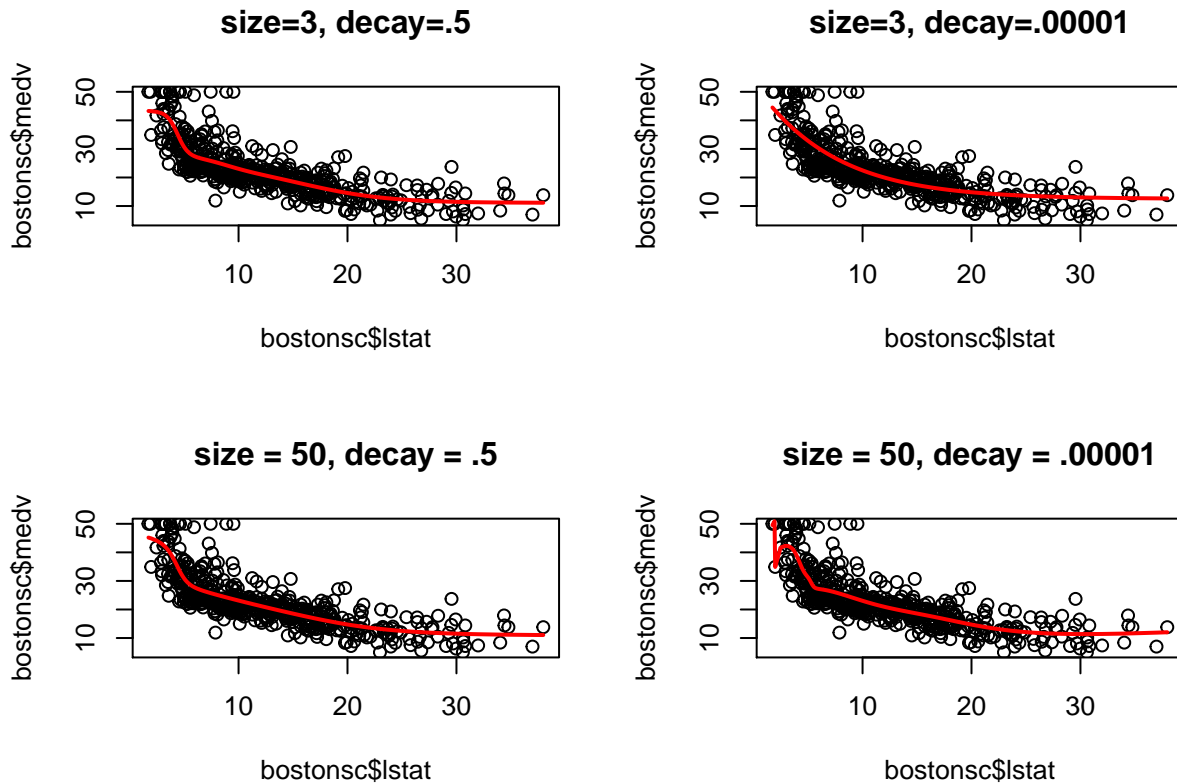 size=3, decay=.5
bostonsc$medv
10 30 50
10 20 30
bostonsc$lstat
size=3, decay=.00001
bostonsc$medv
10 30 50
10 20 30
bostonsc$lstat
size = 50, decay = .5
bostonsc$medv
10 30 50
10 20 30
bostonsc$lstat
size = 50, decay = .00001
bostonsc$medv
10 30 50
10 20 30
bostonsc$lstat